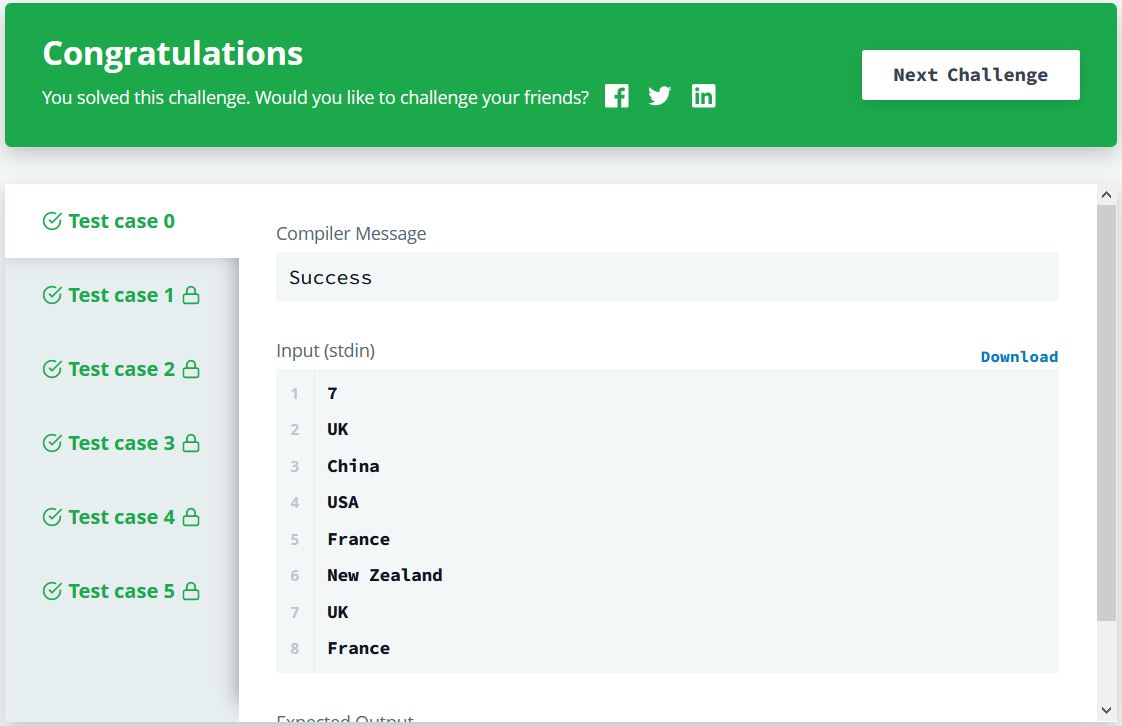 Congratulations
You solved this challenge. Would you like to challenge your friends?
Next Challenge
Test case 0
Test case 1
Test case 2
Test case 3
Test case 4
Test case 5
Compiler Message
Success
Input (stdin)
Download
1 7
2 UK
3 China
4 USA
5 France
6 New Zealand
7 UK
8 France
Expected Output